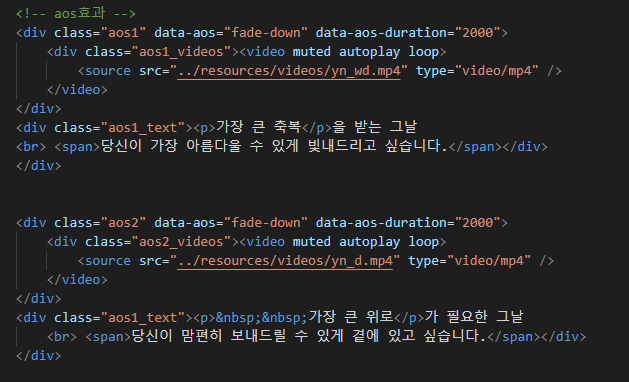 <!-- aos효과 -->
<div class="aos1" data-aos="fade-down" data-aos-duration="2000">
<div class="aos1_videos"><video muted autoplay loop>
<source src="../resources/videos/yn_wd.mp4" type="video/mp4" />
</video>
</div>
<div class="aos1_text"><p>가장 큰 축복</p>을 받는 그날
<br> <span>당신이 가장 아름다울 수 있게 빛내드리고 싶습니다.</span></div>
</div>
<div class="aos2" data-aos="fade-down" data-aos-duration="2000">
<div class="aos2_videos"><video muted autoplay loop>
<source src="../resources/videos/yn_d.mp4" type="video/mp4" />
</video>
</div>
<div class="aos1_text"><p>&nbsp;&nbsp;가장 큰 위로</p>가 필요한 그날
<br> <span>당신이 맘편히 보내드릴 수 있게 곁에 있고 싶습니다.</span></div>
</div>